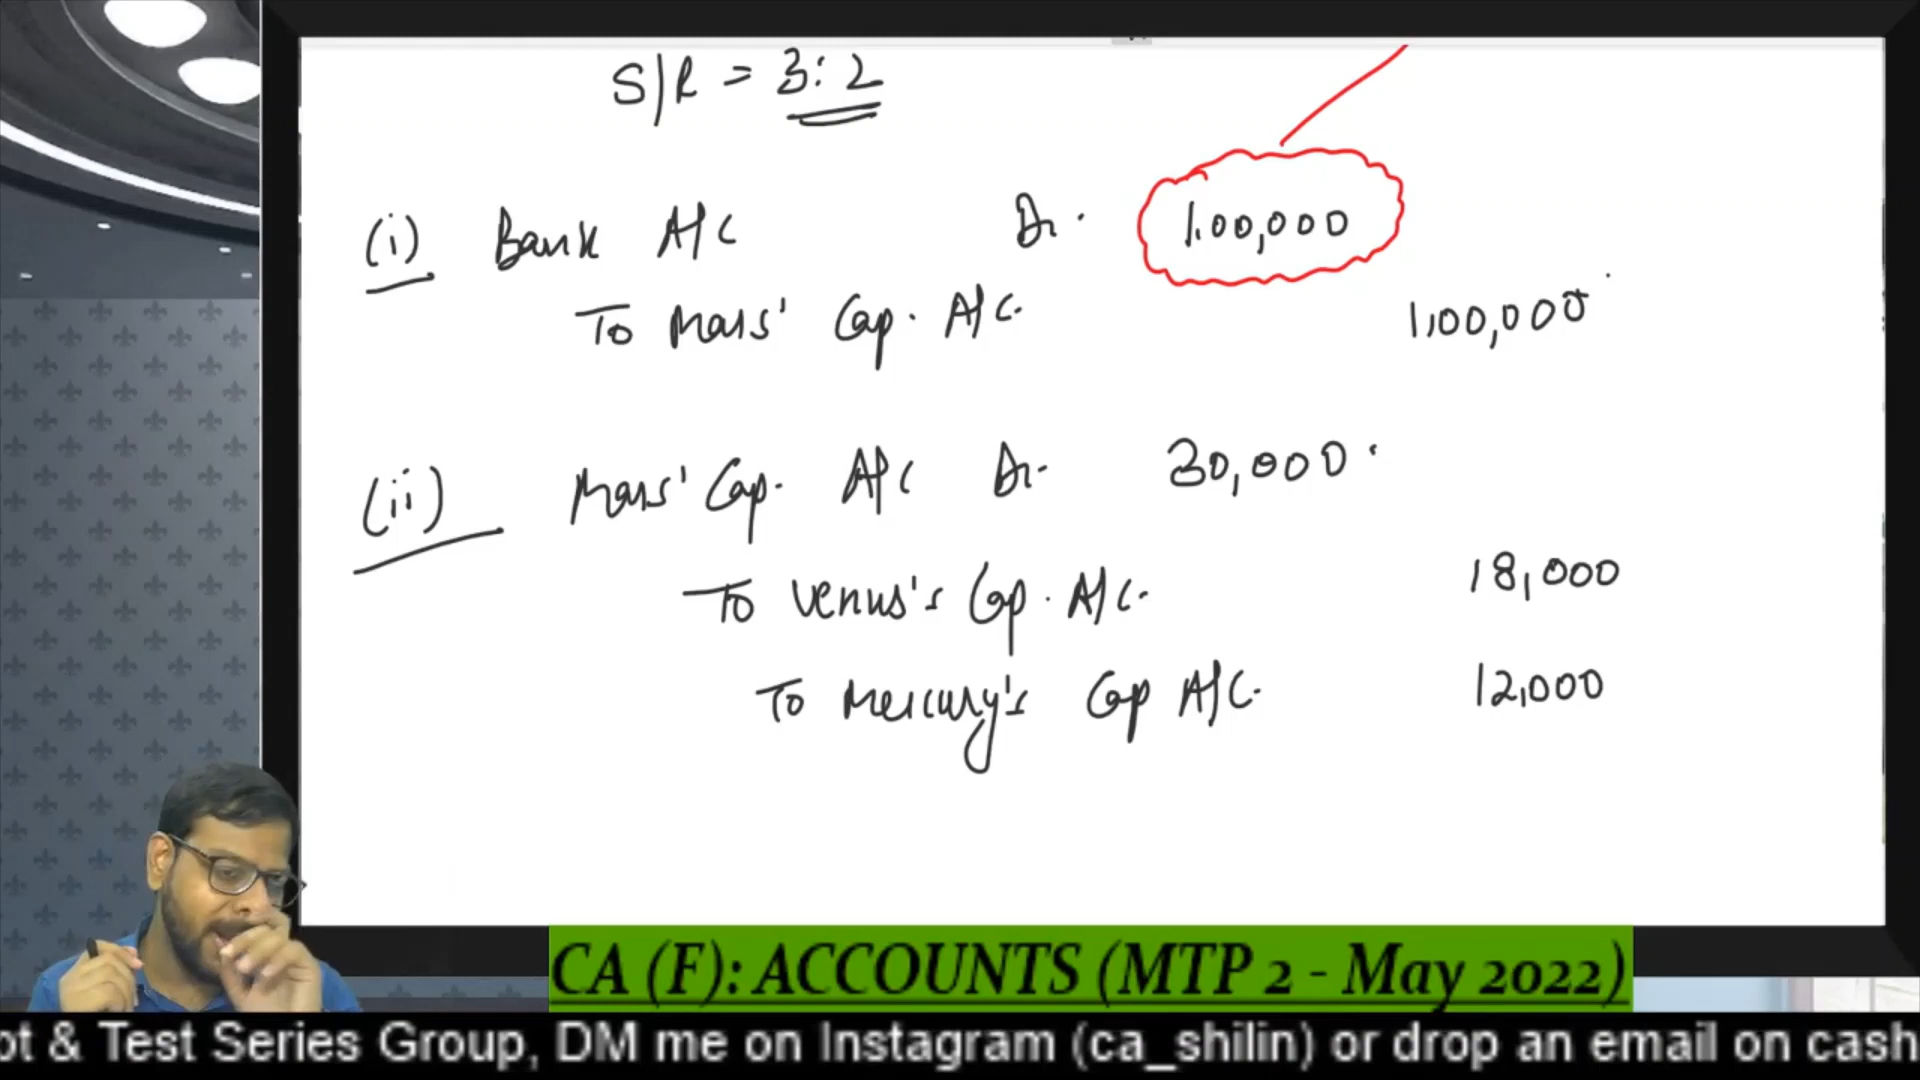 S/R = 3:2
(i) Bank A/C Dr. 1,00,000
To Mars' Cap. A/C. 1,00,000
(ii) Mars' Cap. A/C Dr. 30,000
To Venus's Cap. A/C. 18,000
To Mercury's Cap A/C. 12,000
CA (F): ACCOUNTS (MTP 2 - May 2022)
ot & Test Series Group, DM me on Instagram (ca_shilin) or drop an email on cash